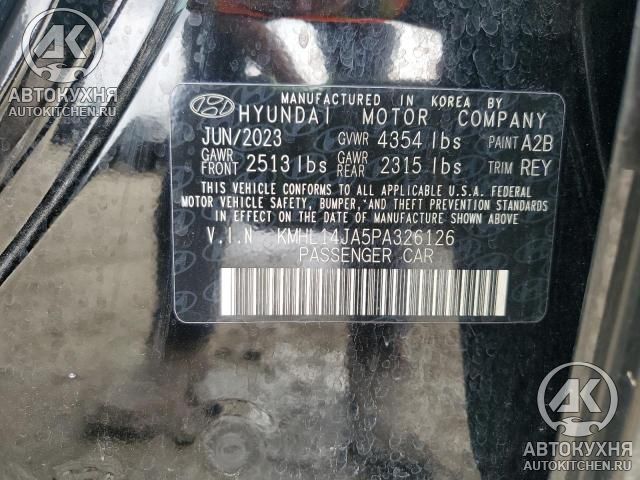 АК
АВТОКУХНЯ
AUTOKITCHEN.RU
MANUFACTURED IN KOREA BY
HYUNDAI MOTOR COMPANY
JUN/2023 GVWR 4354 lbs PAINT A2B
GAWR FRONT 2513 lbs GAWR REAR 2315 lbs TRIM REY
THIS VEHICLE CONFORMS TO ALL APPLICABLE U.S.A. FEDERAL
MOTOR VEHICLE SAFETY, BUMPER, AND THEFT PREVENTION STANDARDS
IN EFFECT ON THE DATE OF MANUFACTURE SHOWN ABOVE.
V.I.N KMHL14JA5PA326126
PASSENGER CAR
АК
АВТОКУХНЯ
AUTOKITCHEN.RU